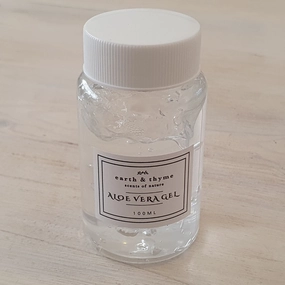 earth & thyme
scents of nature
ALOE VERA GEL
100ML